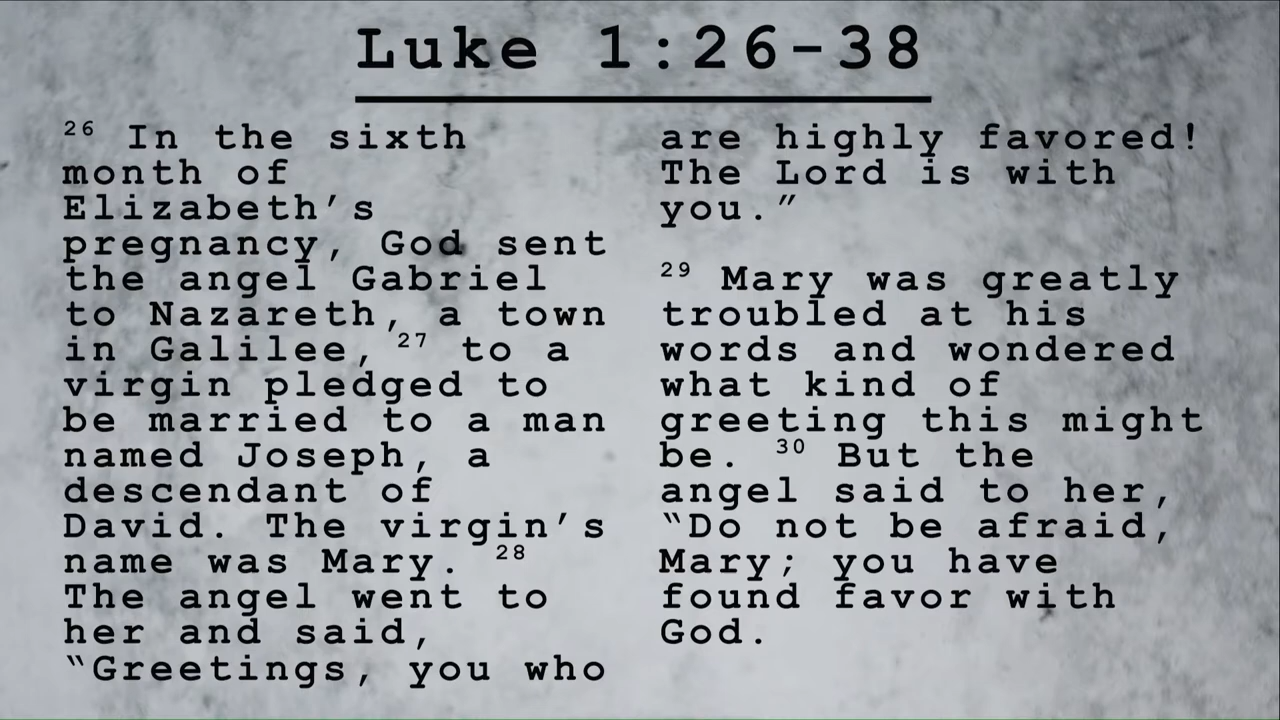 Luke 1:26-38
26 In the sixth
month of
Elizabeth’s
pregnancy, God sent
the angel Gabriel
to Nazareth, a town
in Galilee, 27 to a
virgin pledged to
be married to a man
named Joseph, a
descendant of
David. The virgin’s
name was Mary. 28
The angel went to
her and said,
“Greetings, you who
are highly favored!
The Lord is with
you.”
29 Mary was greatly
troubled at his
words and wondered
what kind of
greeting this might
be. 30 But the
angel said to her,
“Do not be afraid,
Mary; you have
found favor with
God.